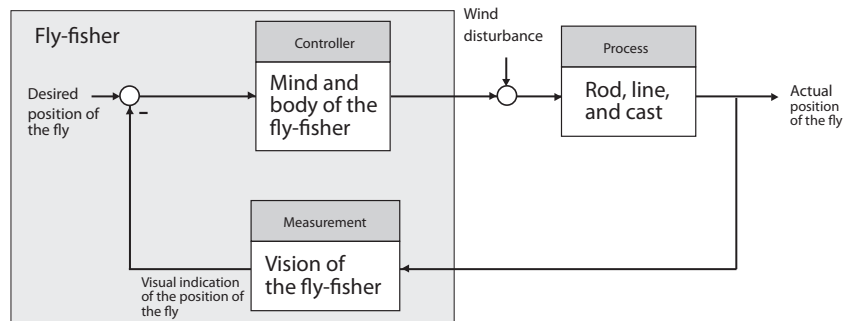 Fly-fisher
Controller
Mind and
body of the
fly-fisher
Wind
disturbance
Process
Rod, line,
and cast
Desired
position of
the fly
-
Actual
position
of the fly
Measurement
Vision of
the fly-fisher
Visual indication
of the position of
the fly